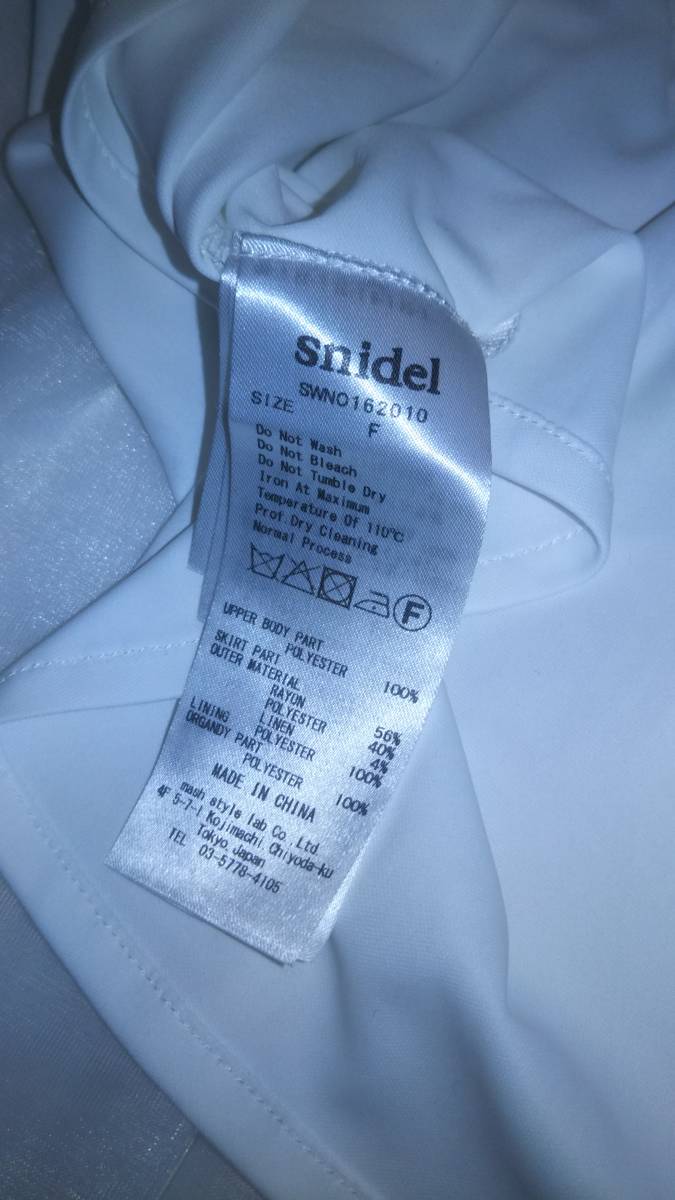 snidel
SWNO162010
SIZE F
Do Not Wash
Do Not Bleach
Do Not Tumble Dry
Iron At Maximum
Temperature Of 110℃
Prof.Dry Cleaning
Normal Process
F
UPPER BODY PART
POLYESTER 100%
SKIRT PART
OUTER MATERIAL
RAYON 56%
POLYESTER 40%
LINEN 4%
LINING POLYESTER 100%
ORGANDY PART
POLYESTER 100%
MADE IN CHINA
mash style lab Co.,Ltd.
4F 5-7-1 Kojimachi,Chiyoda-ku
Tokyo,Japan
TEL 03-5778-4105